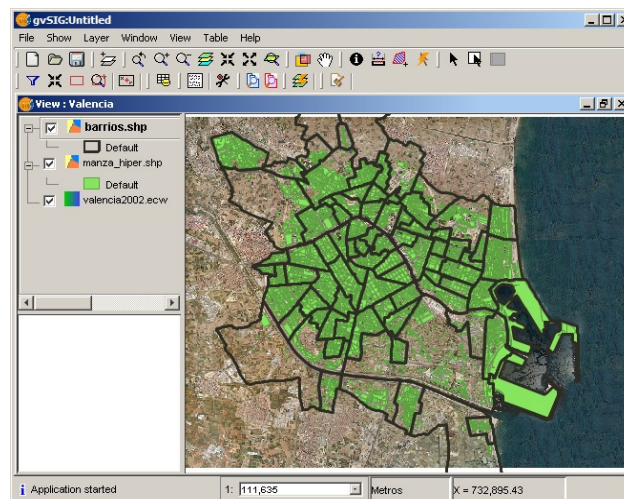 gvSIG:Untitled
File Show Layer Window View Table Help
View : Valencia
barrios.shp
Default
manza_hiper.shp
Default
valencia2002.ecw
Application started
1: 111,635
Metros
X = 732,895.43